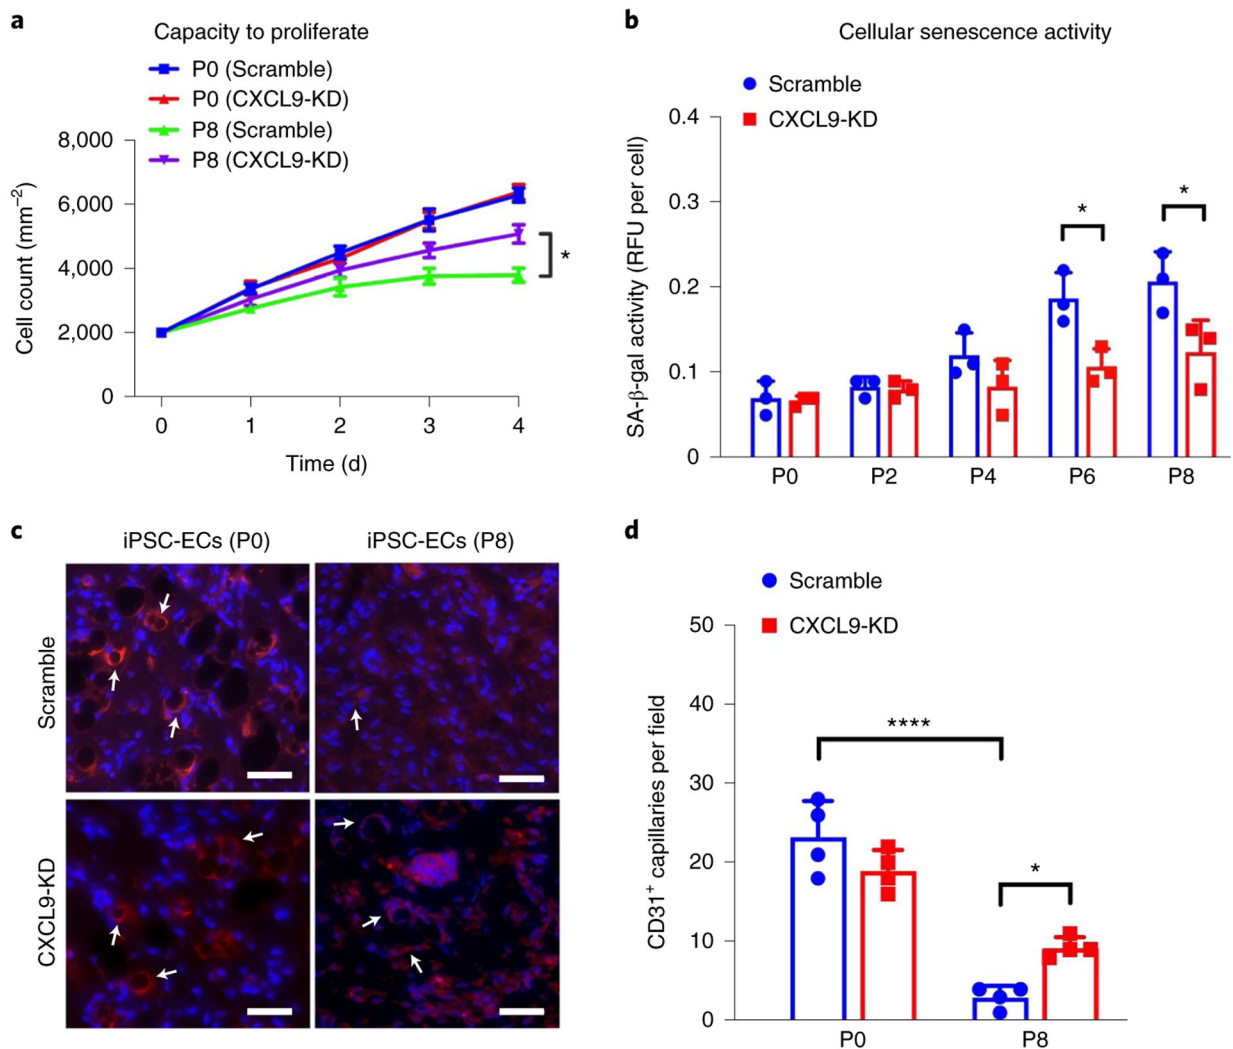 a
Capacity to proliferate
P0 (Scramble)
P0 (CXCL9-KD)
P8 (Scramble)
P8 (CXCL9-KD)
8,000
6,000
4,000
2,000
0
Cell count (mm⁻²)
*
0 1 2 3 4
Time (d)
b
Cellular senescence activity
Scramble
CXCL9-KD
0.4
0.3
0.2
0.1
0
SA-β-gal activity (RFU per cell)
*
*
P0 P2 P4 P6 P8
c
iPSC-ECs (P0) iPSC-ECs (P8)
Scramble
CXCL9-KD
d
Scramble
CXCL9-KD
50
40
30
20
10
0
CD31⁺ capillaries per field
****
*
P0 P8